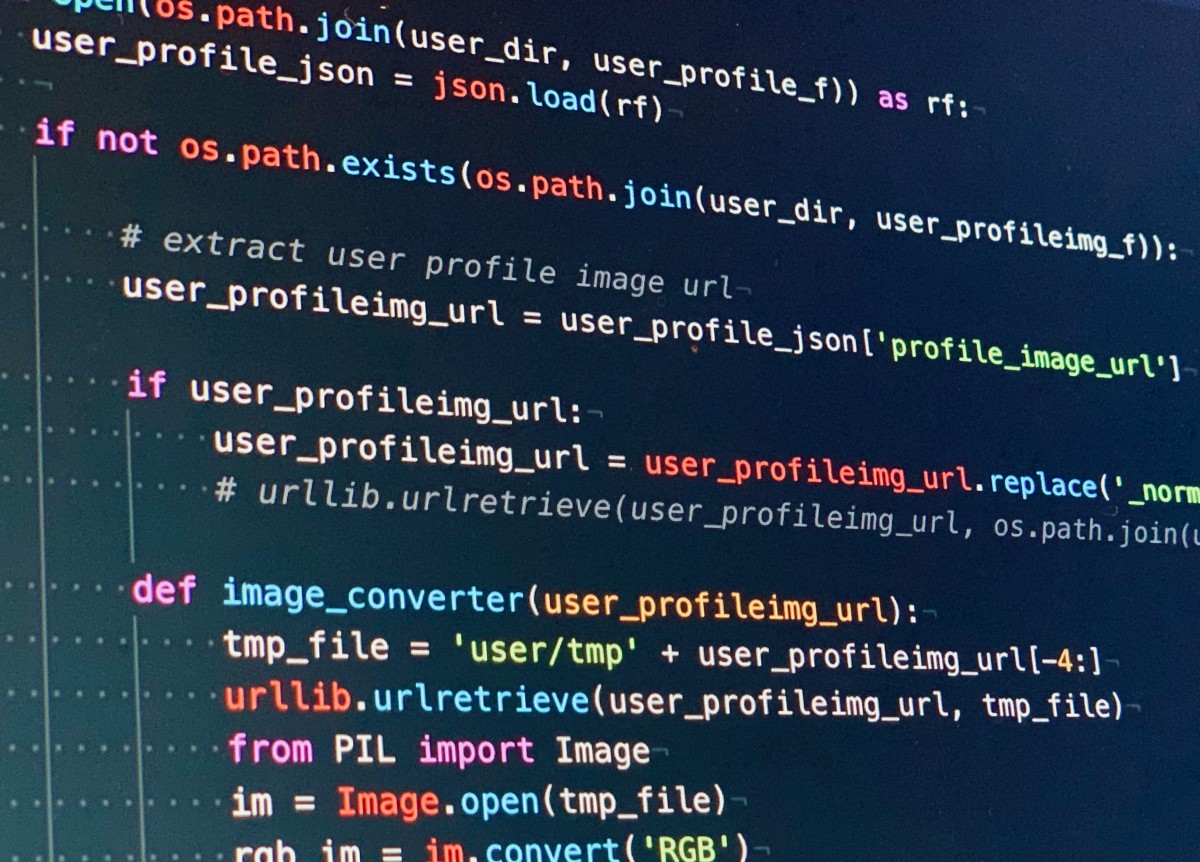 open(os.path.join(user_dir, user_profile_f)) as rf:
user_profile_json = json.load(rf)
if not os.path.exists(os.path.join(user_dir, user_profileimg_f)):
# extract user profile image url
user_profileimg_url = user_profile_json['profile_image_url']
if user_profileimg_url:
user_profileimg_url = user_profileimg_url.replace('_norm
# urllib.urlretrieve(user_profileimg_url, os.path.join(u
def image_converter(user_profileimg_url):
tmp_file = 'user/tmp' + user_profileimg_url[-4:]
urllib.urlretrieve(user_profileimg_url, tmp_file)
from PIL import Image
im = Image.open(tmp_file)
rgb_im = im.convert('RGB')